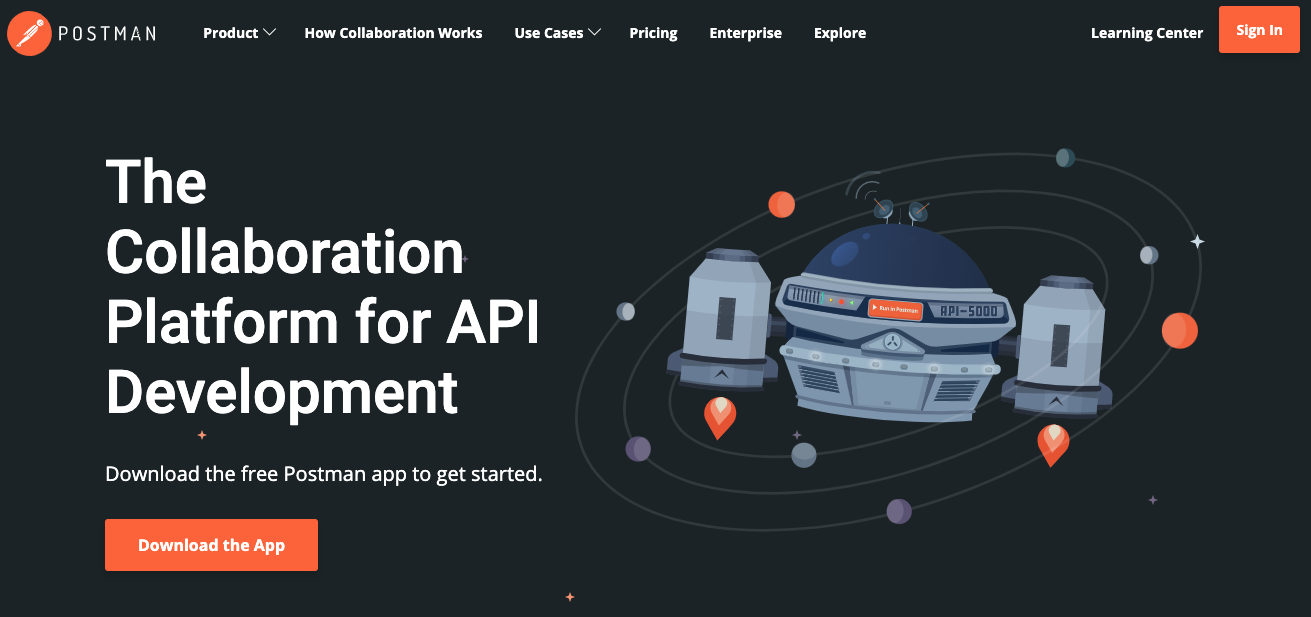 POSTMAN
Product
How Collaboration Works
Use Cases
Pricing
Enterprise
Explore
Learning Center
Sign In
The
Collaboration
Platform for API
Development
Download the free Postman app to get started.
Download the App
Run in Postman
API-5000